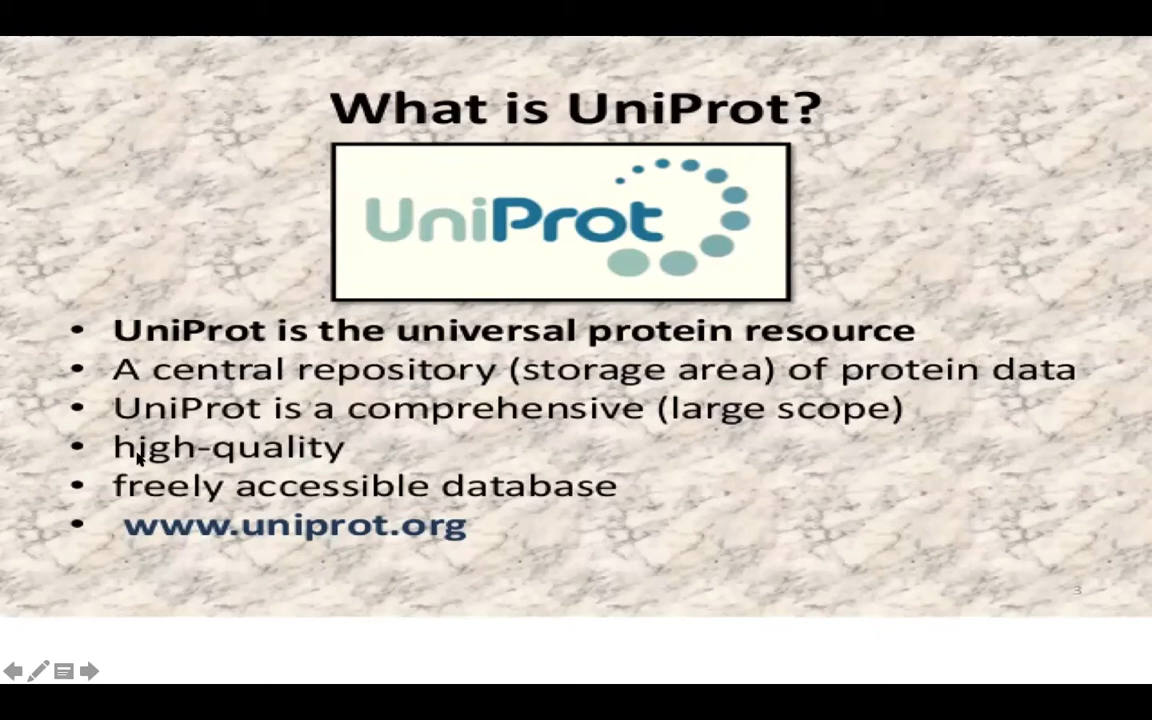 What is UniProt?
UniProt
• UniProt is the universal protein resource
• A central repository (storage area) of protein data
• UniProt is a comprehensive (large scope)
• high-quality
• freely accessible database
• www.uniprot.org
3